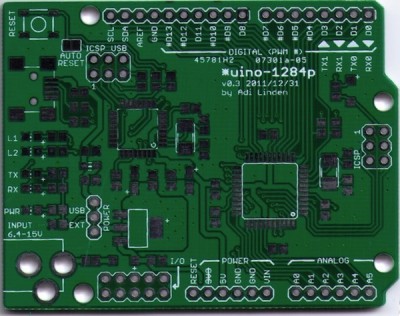 RESET
SCL
SDA
AREF
GND
*D13
D12
*D11
*D10
*D9
D8
D7
*D6
*D5
*D4
*D3
D2
D1
D0
AUTO
RESET
ICSP USB
1
DIGITAL (PWM *)
45781H2 07301a-05
*uino-1284p
v0.3 2011/12/31
by Adi Linden
TX1
RX1
TX0
RX0
L1
L2
TX
RX
PWR
INPUT
6.4-15V
USB
EXT
POWER
1
ICSP
I/O
POWER
ANALOG
RESET
3V3
5V
GND
GND
VIN
A0
A1
A2
A3
A4
A5